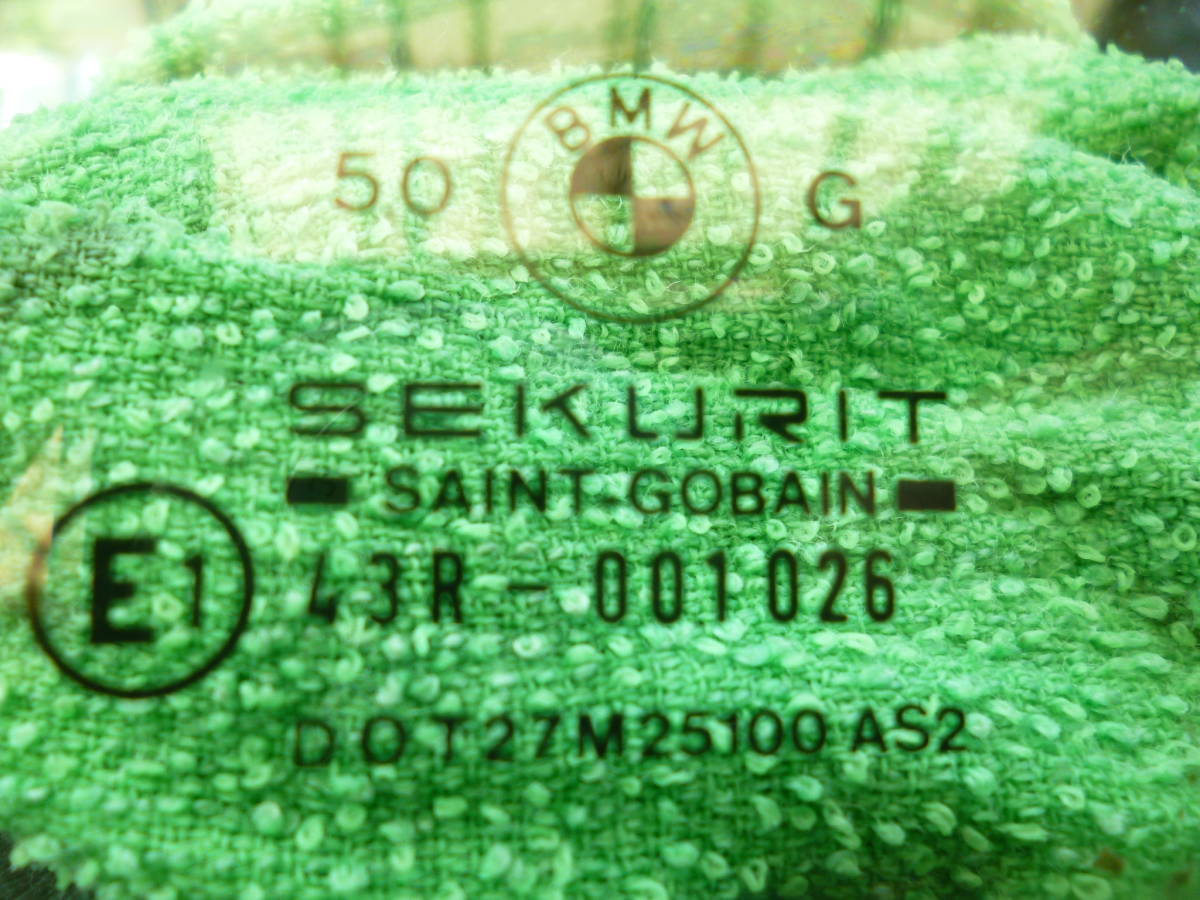 50 BMW G
SEKURIT
SAINT-GOBAIN
E1 43R - 001026
DOT27M25100 AS2